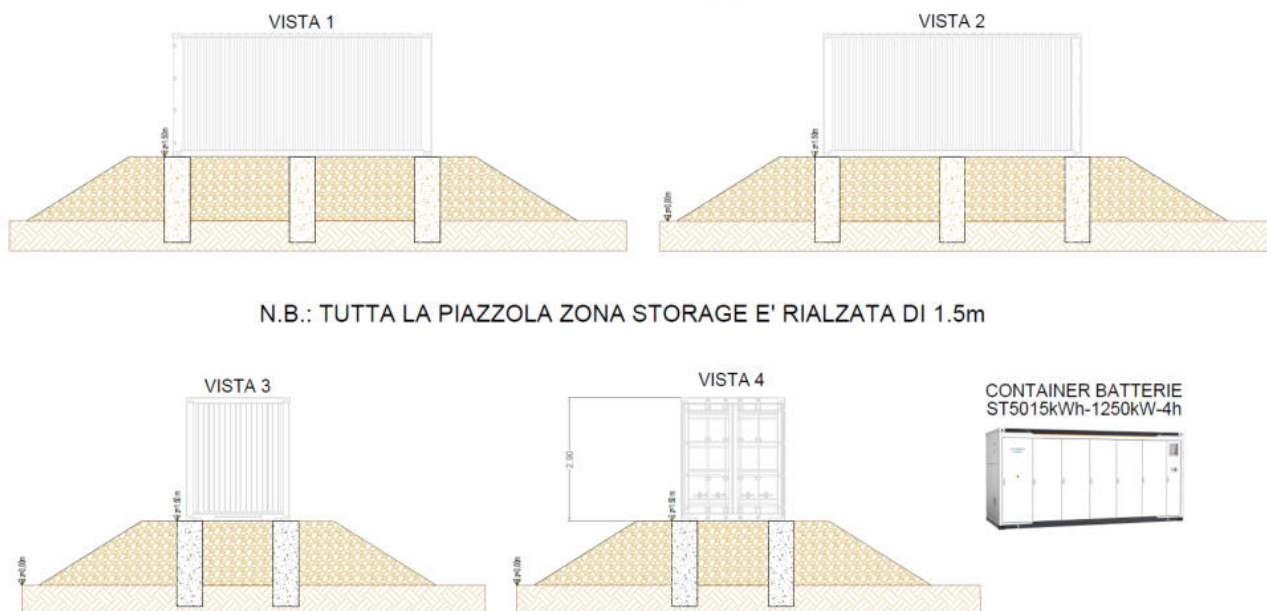 VISTA 1
VISTA 2
N.B.: TUTTA LA PIAZZOLA ZONA STORAGE E' RIALZATA DI 1.5m
VISTA 3
VISTA 4
2.90
CONTAINER BATTERIE
ST5015kWh-1250kW-4h